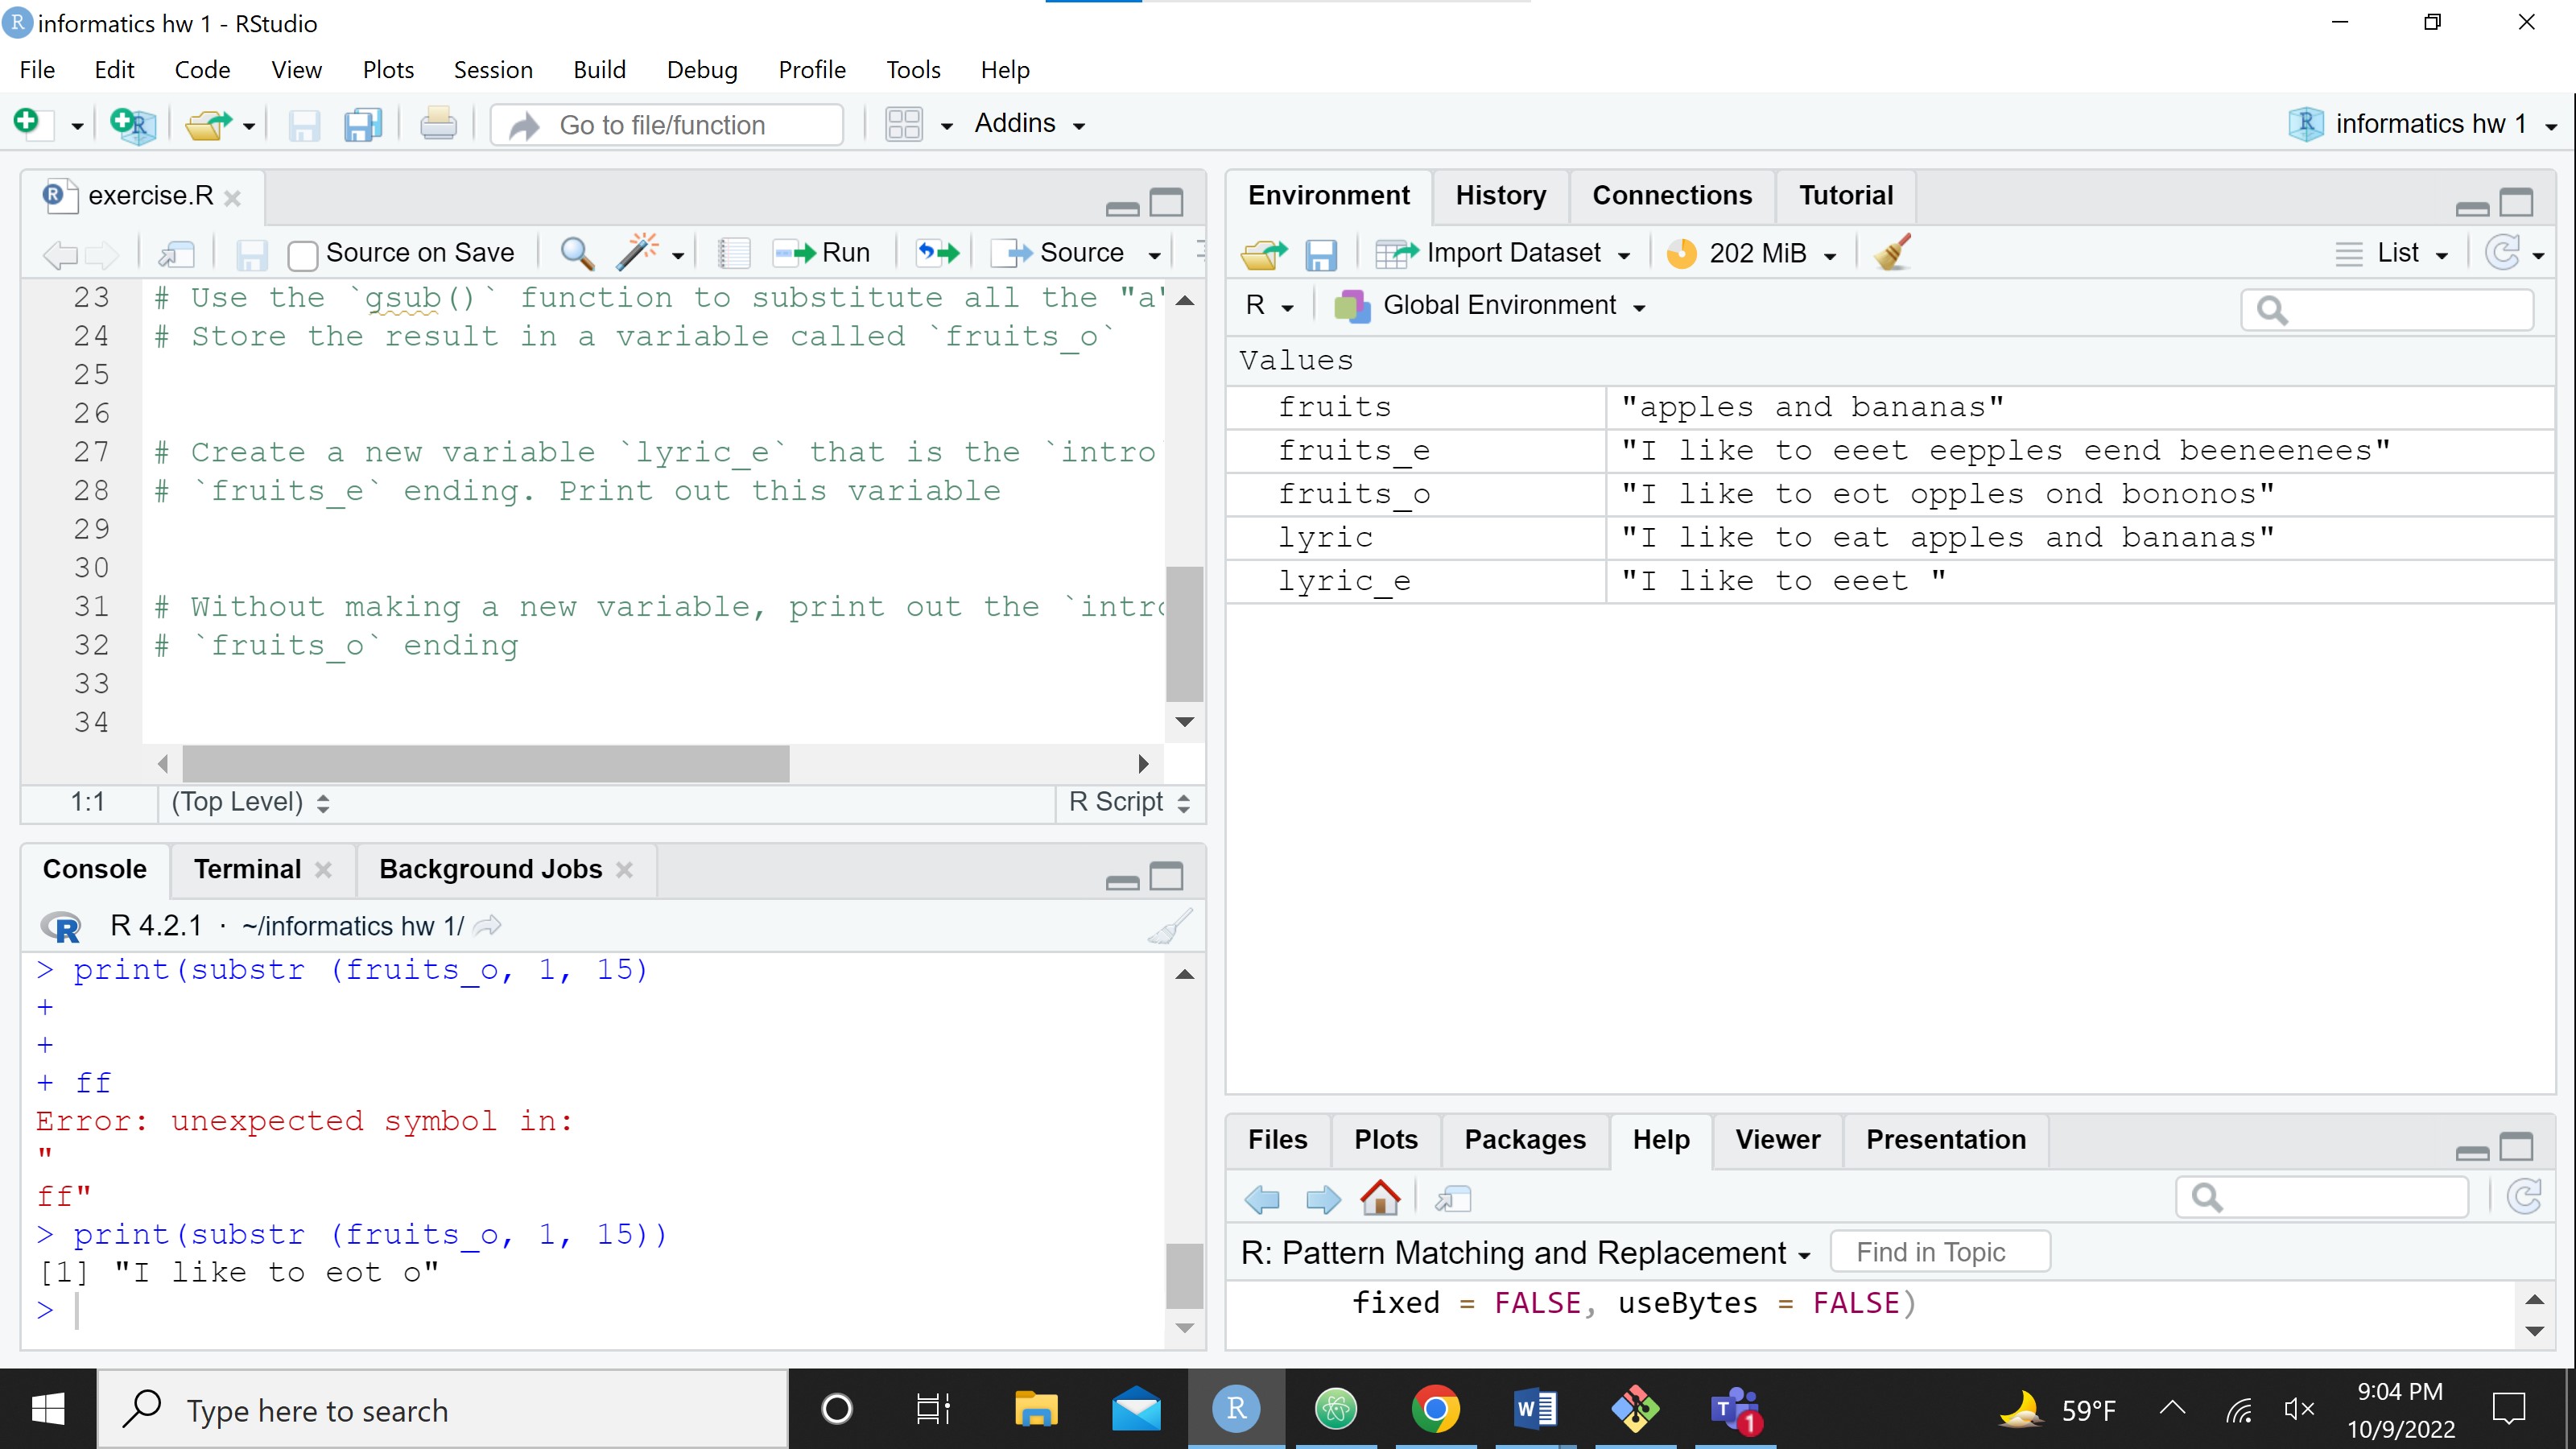 informatics hw 1 - RStudio
File Edit Code View Plots Session Build Debug Profile Tools Help
Go to file/function Addins informatics hw 1
exercise.R
Source on Save Run Source
23 # Use the `gsub()` function to substitute all the "a"
24 # Store the result in a variable called `fruits_o`
25
26
27 # Create a new variable `lyric_e` that is the `intro`
28 # `fruits_e` ending. Print out this variable
29
30
31 # Without making a new variable, print out the `intro
32 # `fruits_o` ending
33
34
1:1 (Top Level) R Script
Console Terminal Background Jobs
R 4.2.1 · ~/informatics hw 1/
> print(substr (fruits_o, 1, 15)
+
+
+ ff
Error: unexpected symbol in:
"
ff"
> print(substr (fruits_o, 1, 15))
[1] "I like to eot o"
>
Environment History Connections Tutorial
Import Dataset 202 MiB List
R Global Environment
Values
fruits "apples and bananas"
fruits_e "I like to eeet eepples eend beeneenees"
fruits_o "I like to eot opples ond bononos"
lyric "I like to eat apples and bananas"
lyric_e "I like to eeet "
Files Plots Packages Help Viewer Presentation
R: Pattern Matching and Replacement Find in Topic
fixed = FALSE, useBytes = FALSE)
Type here to search
59°F
9:04 PM
10/9/2022